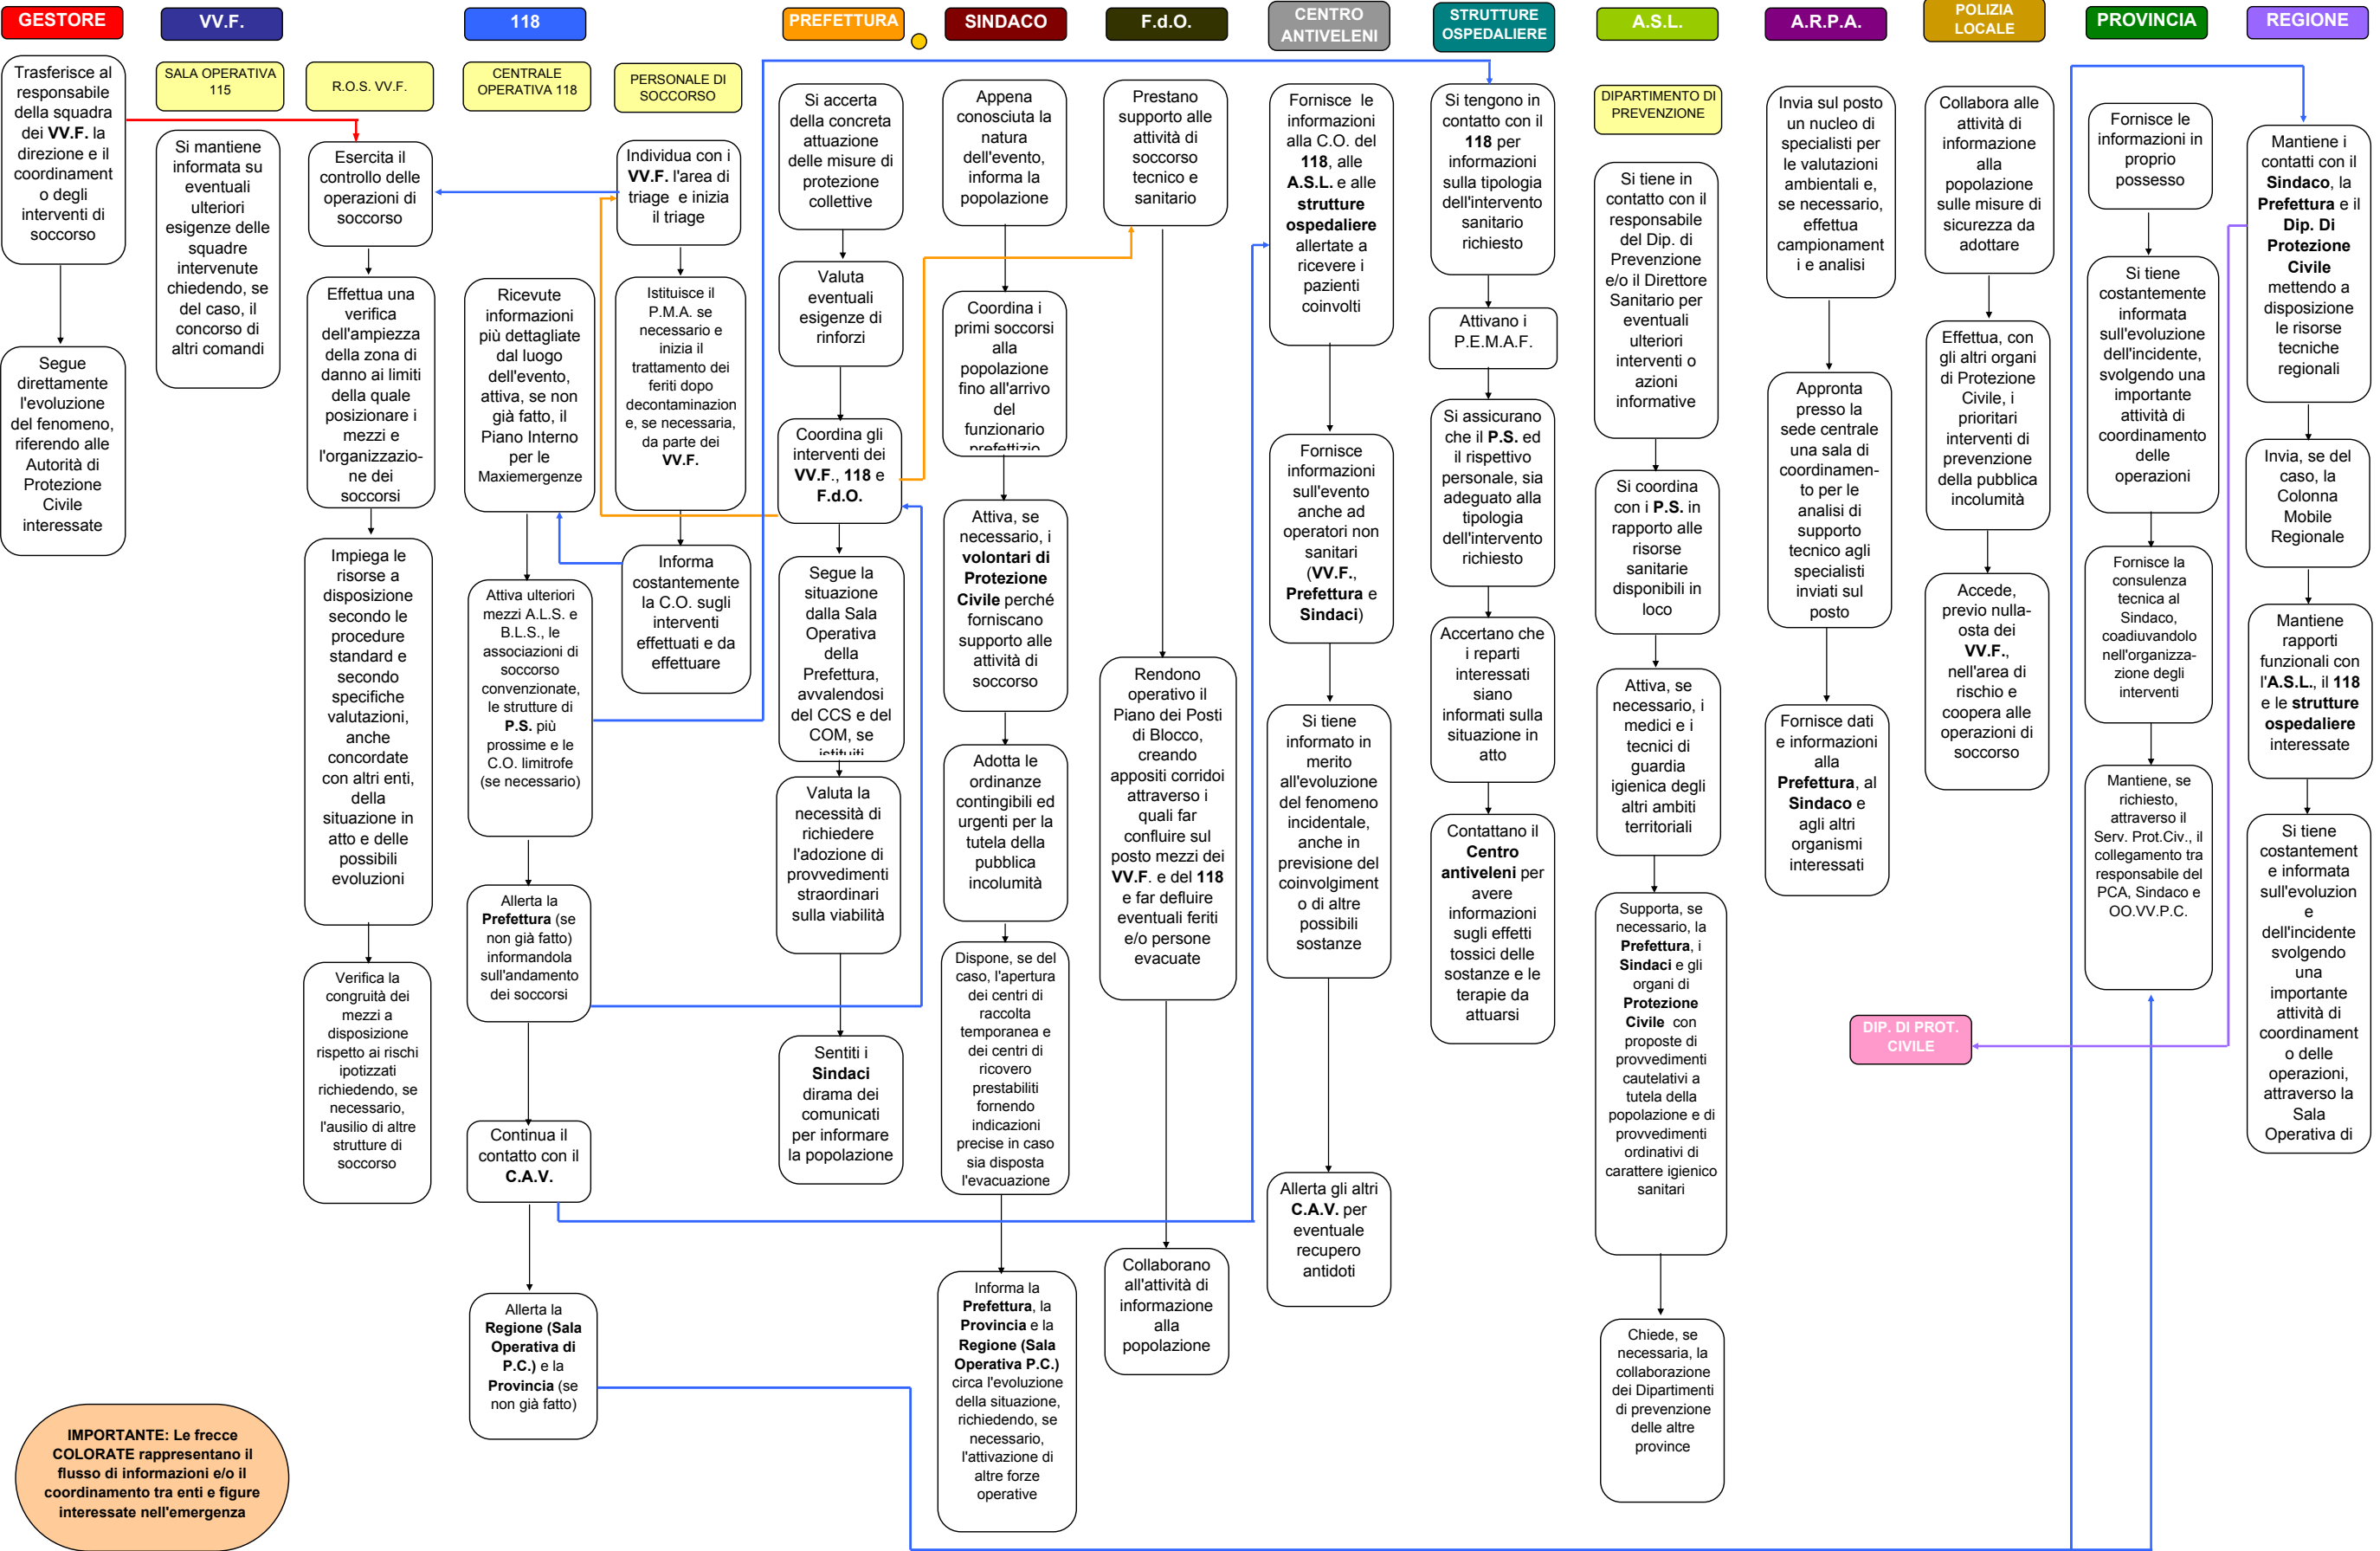 GESTORE
Trasferisce al
responsabile
della squadra
dei VV.F. la
direzione e il
coordinament
o degli
interventi di
soccorso
Segue
direttamente
l'evoluzione
del fenomeno,
riferendo alle
Autorità di
Protezione
Civile
interessate
VV.F.
SALA OPERATIVA
115
Si mantiene
informata su
eventuali
ulteriori
esigenze delle
squadre
intervenute
chiedendo, se
del caso, il
concorso di
altri comandi
R.O.S. VV.F.
Esercita il
controllo delle
operazioni di
soccorso
Effettua una
verifica
dell'ampiezza
della zona di
danno ai limiti
della quale
posizionare i
mezzi e
l'organizzazio-
ne dei
soccorsi
Impiega le
risorse a
disposizione
secondo le
procedure
standard e
secondo
specifiche
valutazioni,
anche
concordate
con altri enti,
della
situazione in
atto e delle
possibili
evoluzioni
Verifica la
congruità dei
mezzi a
disposizione
rispetto ai rischi
ipotizzati
richiedendo, se
necessario,
l'ausilio di altre
strutture di
soccorso
118
CENTRALE
OPERATIVA 118
Ricevute
informazioni
più dettagliate
dal luogo
dell'evento,
attiva, se non
già fatto, il
Piano Interno
per le
Maxiemergenze
Attiva ulteriori
mezzi A.L.S. e
B.L.S., le
associazioni di
soccorso
convenzionate,
le strutture di
P.S. più
prossime e le
C.O. limitrofe
(se necessario)
Allerta la
Prefettura (se
non già fatto)
informandola
sull'andamento
dei soccorsi
Continua il
contatto con il
C.A.V.
Allerta la
Regione (Sala
Operativa di
P.C.) e la
Provincia (se
non già fatto)
PERSONALE DI
SOCCORSO
Individua con i
VV.F. l'area di
triage e inizia
il triage
Istituisce il
P.M.A. se
necessario e
inizia il
trattamento dei
feriti dopo
decontaminazion
e, se necessaria,
da parte dei
VV.F.
Informa
costantemente
la C.O. sugli
interventi
effettuati e da
effettuare
PREFETTURA
Si accerta
della concreta
attuazione
delle misure di
protezione
collettive
Valuta
eventuali
esigenze di
rinforzi
Coordina gli
interventi dei
VV.F., 118 e
F.d.O.
Segue la
situazione
dalla Sala
Operativa
della
Prefettura,
avvalendosi
del CCS e del
COM, se
istituiti
Valuta la
necessità di
richiedere
l'adozione di
provvedimenti
straordinari
sulla viabilità
Sentiti i
Sindaci
dirama dei
comunicati
per informare
la popolazione
SINDACO
Appena
conosciuta la
natura
dell'evento,
informa la
popolazione
Coordina i
primi soccorsi
alla
popolazione
fino all'arrivo
del
funzionario
prefettizio
Attiva, se
necessario, i
volontari di
Protezione
Civile perché
forniscano
supporto alle
attività di
soccorso
Adotta le
ordinanze
contingibili ed
urgenti per la
tutela della
pubblica
incolumità
Dispone, se del
caso, l'apertura
dei centri di
raccolta
temporanea e
dei centri di
ricovero
prestabiliti
fornendo
indicazioni
precise in caso
sia disposta
l'evacuazione
Informa la
Prefettura, la
Provincia e la
Regione (Sala
Operativa P.C.)
circa l'evoluzione
della situazione,
richiedendo, se
necessario,
l'attivazione di
altre forze
operative
F.d.O.
Prestano
supporto alle
attività di
soccorso
tecnico e
sanitario
Rendono
operativo il
Piano dei Posti
di Blocco,
creando
appositi corridoi
attraverso i
quali far
confluire sul
posto mezzi dei
VV.F. e del 118
e far defluire
eventuali feriti
e/o persone
evacuate
Collaborano
all'attività di
informazione
alla
popolazione
CENTRO
ANTIVELENI
Fornisce le
informazioni
alla C.O. del
118, alle
A.S.L. e alle
strutture
ospedaliere
allertate a
ricevere i
pazienti
coinvolti
Fornisce
informazioni
sull'evento
anche ad
operatori non
sanitari
(VV.F.,
Prefettura e
Sindaci)
Si tiene
informato in
merito
all'evoluzione
del fenomeno
incidentale,
anche in
previsione del
coinvolgiment
o di altre
possibili
sostanze
Allerta gli altri
C.A.V. per
eventuale
recupero
antidoti
STRUTTURE
OSPEDALIERE
Si tengono in
contatto con il
118 per
informazioni
sulla tipologia
dell'intervento
sanitario
richiesto
Attivano i
P.E.M.A.F.
Si assicurano
che il P.S. ed
il rispettivo
personale, sia
adeguato alla
tipologia
dell'intervento
richiesto
Accertano che
i reparti
interessati
siano
informati sulla
situazione in
atto
Contattano il
Centro
antiveleni per
avere
informazioni
sugli effetti
tossici delle
sostanze e le
terapie da
attuarsi
A.S.L.
DIPARTIMENTO DI
PREVENZIONE
Si tiene in
contatto con il
responsabile
del Dip. di
Prevenzione
e/o il Direttore
Sanitario per
eventuali
ulteriori
interventi o
azioni
informative
Si coordina
con i P.S. in
rapporto alle
risorse
sanitarie
disponibili in
loco
Attiva, se
necessario, i
medici e i
tecnici di
guardia
igienica degli
altri ambiti
territoriali
Supporta, se
necessario, la
Prefettura, i
Sindaci e gli
organi di
Protezione
Civile con
proposte di
provvedimenti
cautelativi a
tutela della
popolazione e di
provvedimenti
ordinativi di
carattere igienico
sanitari
Chiede, se
necessaria, la
collaborazione
dei Dipartimenti
di prevenzione
delle altre
province
A.R.P.A.
Invia sul posto
un nucleo di
specialisti per
le valutazioni
ambientali e,
se necessario,
effettua
campionament
i e analisi
Appronta
presso la
sede centrale
una sala di
coordinamen-
to per le
analisi di
supporto
tecnico agli
specialisti
inviati sul
posto
Fornisce dati
e informazioni
alla
Prefettura, al
Sindaco e
agli altri
organismi
interessati
POLIZIA
LOCALE
Collabora alle
attività di
informazione
alla
popolazione
sulle misure di
sicurezza da
adottare
Effettua, con
gli altri organi
di Protezione
Civile, i
prioritari
interventi di
prevenzione
della pubblica
incolumità
Accede,
previo nulla-
osta dei
VV.F.,
nell'area di
rischio e
coopera alle
operazioni di
soccorso
DIP. DI PROT.
CIVILE
PROVINCIA
Fornisce le
informazioni in
proprio
possesso
Si tiene
costantemente
informata
sull'evoluzione
dell'incidente,
svolgendo una
importante
attività di
coordinamento
delle
operazioni
Fornisce la
consulenza
tecnica al
Sindaco,
coadiuvandolo
nell'organizza-
zione degli
interventi
Mantiene, se
richiesto,
attraverso il
Serv. Prot.Civ., il
collegamento tra
responsabile del
PCA, Sindaco e
OO.VV.P.C.
REGIONE
Mantiene i
contatti con il
Sindaco, la
Prefettura e il
Dip. Di
Protezione
Civile
mettendo a
disposizione
le risorse
tecniche
regionali
Invia, se del
caso, la
Colonna
Mobile
Regionale
Mantiene
rapporti
funzionali con
l'A.S.L., il 118
e le strutture
ospedaliere
interessate
Si tiene
costantement
e informata
sull'evoluzion
e
dell'incidente
svolgendo
una
importante
attività di
coordinament
o delle
operazioni,
attraverso la
Sala
Operativa di
IMPORTANTE: Le frecce
COLORATE rappresentano il
flusso di informazioni e/o il
coordinamento tra enti e figure
interessate nell'emergenza